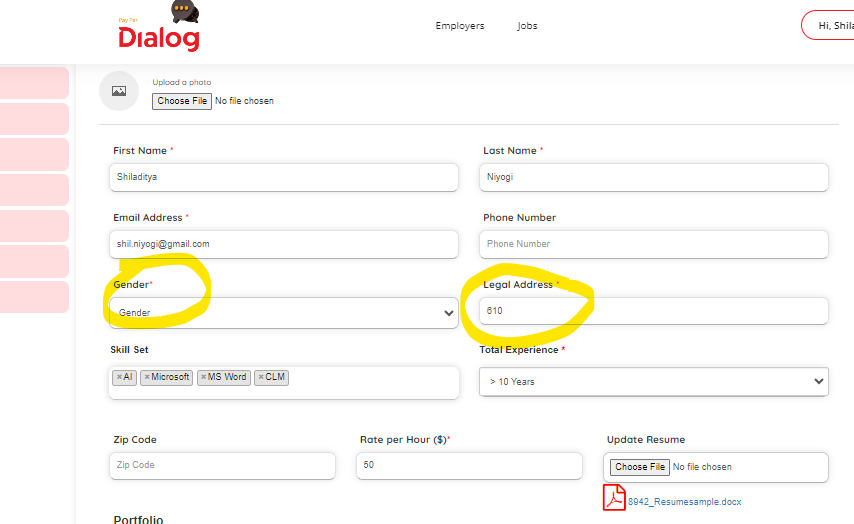 Pay Per
Dialog
Employers
Jobs
Hi, Shila
Upload a photo
Choose File No file chosen
First Name *
Last Name *
Shiladitya
Niyogi
Email Address *
Phone Number
shil.niyogi@gmail.com
Phone Number
Gender*
Legal Address *
Gender
610
Skill Set
Total Experience *
×AI ×Microsoft ×MS Word ×CLM
> 10 Years
Zip Code
Rate per Hour ($)*
Update Resume
Zip Code
50
Choose File No file chosen
8942_Resumesample.docx
Portfolio